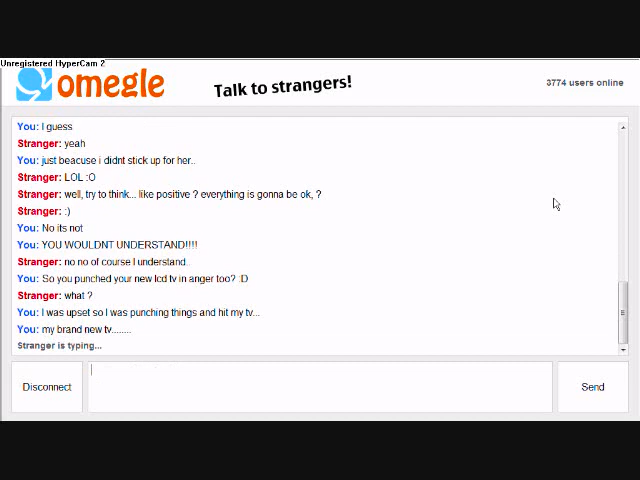 Unregistered HyperCam 2
omegle
Talk to strangers!
3774 users online
You: I guess
Stranger: yeah
You: just beacuse i didnt stick up for her..
Stranger: LOL :O
Stranger: well, try to think... like positive ? everything is gonna be ok, ?
Stranger: :)
You: No its not
You: YOU WOULDNT UNDERSTAND!!!!
Stranger: no no of course I understand..
You: So you punched your new lcd tv in anger too? :D
Stranger: what ?
You: I was upset so I was punching things and hit my tv...
You: my brand new tv........
Stranger is typing...
Disconnect
Send